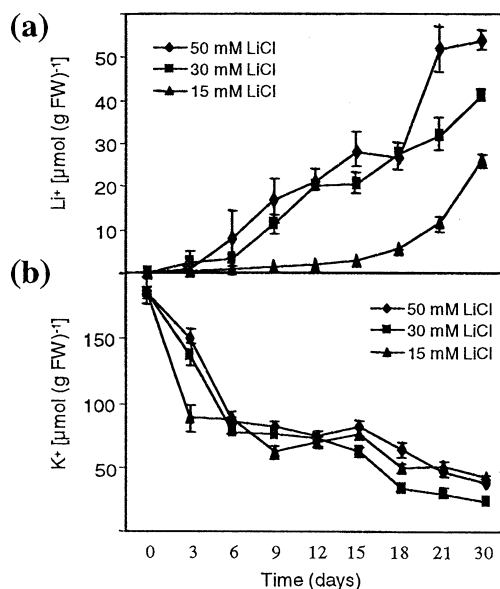 (a)
50 mM LiCl
30 mM LiCl
15 mM LiCl
50
40
30
20
10
Li+ [µmol (g FW)-1
(b)
50 mM LiCl
30 mM LiCl
15 mM LiCl
150
100
50
K+ [µmol (g FW)-1
0 3 6 9 12 15 18 21 30
Time (days)